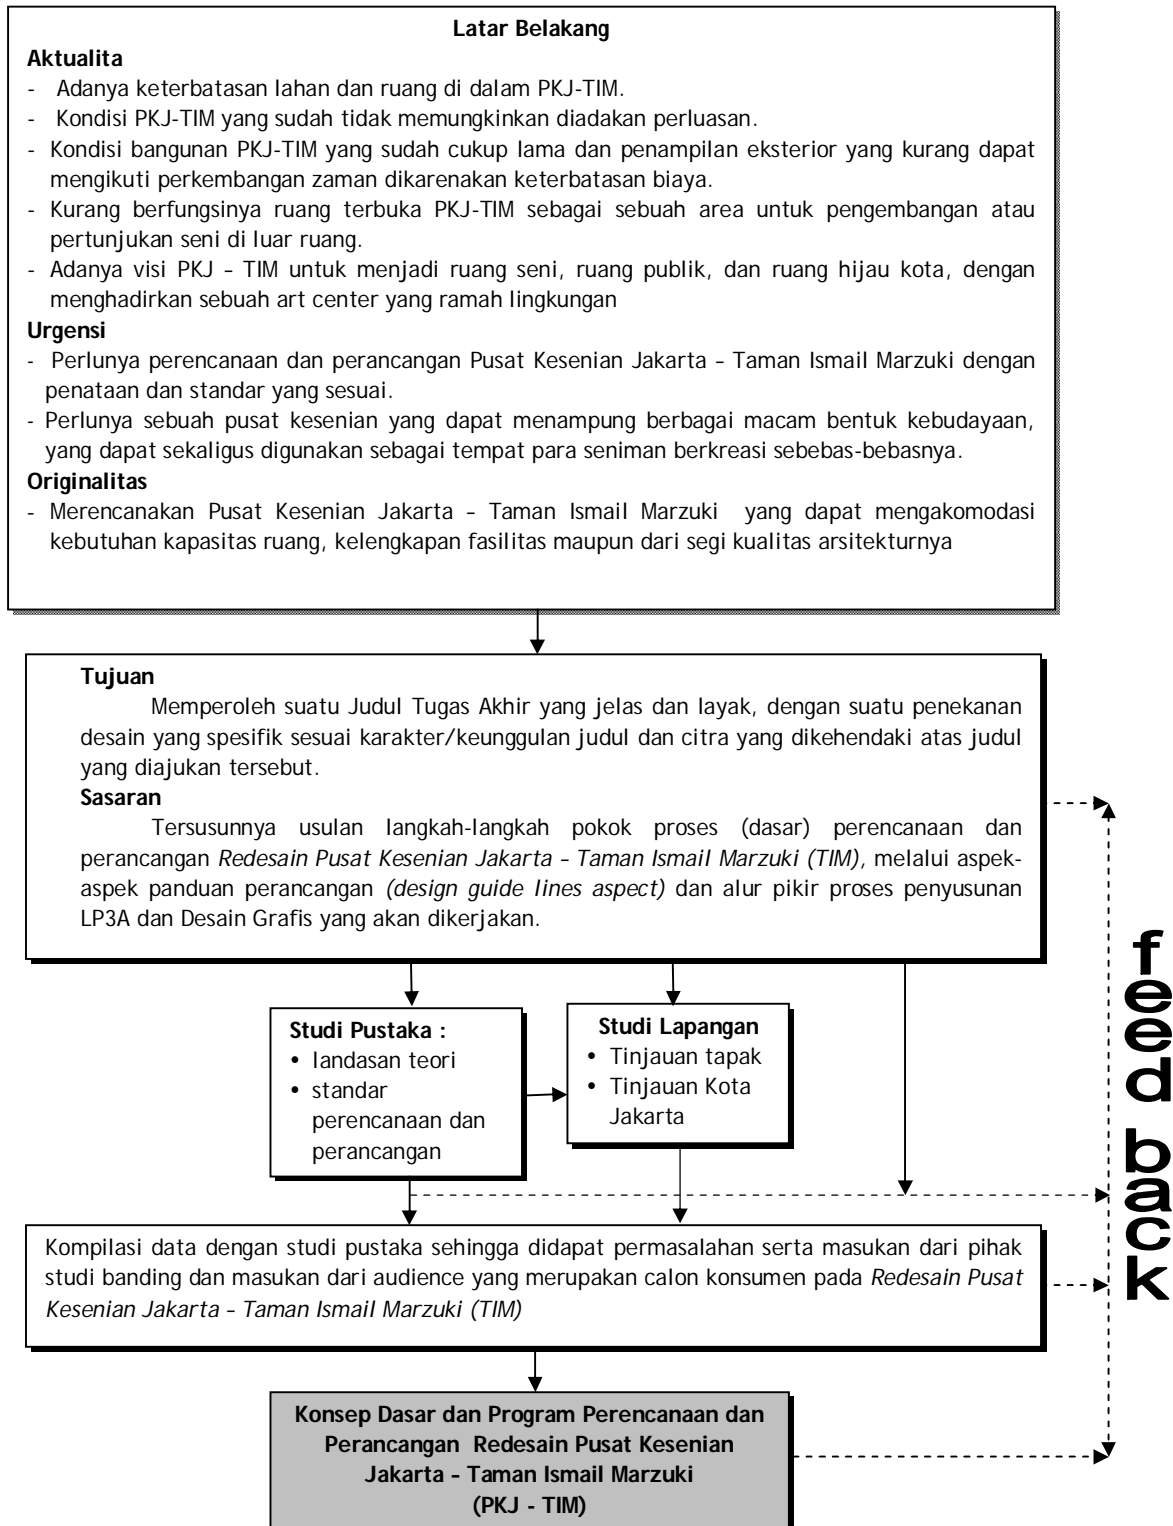 Latar Belakang
Aktualita
- Adanya keterbatasan lahan dan ruang di dalam PKJ-TIM.
- Kondisi PKJ-TIM yang sudah tidak memungkinkan diadakan perluasan.
- Kondisi bangunan PKJ-TIM yang sudah cukup lama dan penampilan eksterior yang kurang dapat
mengikuti perkembangan zaman dikarenakan keterbatasan biaya.
- Kurang berfungsinya ruang terbuka PKJ-TIM sebagai sebuah area untuk pengembangan atau
pertunjukan seni di luar ruang.
- Adanya visi PKJ – TIM untuk menjadi ruang seni, ruang publik, dan ruang hijau kota, dengan
menghadirkan sebuah art center yang ramah lingkungan
Urgensi
- Perlunya perencanaan dan perancangan Pusat Kesenian Jakarta – Taman Ismail Marzuki dengan
penataan dan standar yang sesuai.
- Perlunya sebuah pusat kesenian yang dapat menampung berbagai macam bentuk kebudayaan,
yang dapat sekaligus digunakan sebagai tempat para seniman berkreasi sebebas-bebasnya.
Originalitas
- Merencanakan Pusat Kesenian Jakarta – Taman Ismail Marzuki yang dapat mengakomodasi
kebutuhan kapasitas ruang, kelengkapan fasilitas maupun dari segi kualitas arsitekturnya
Tujuan
Memperoleh suatu Judul Tugas Akhir yang jelas dan layak, dengan suatu penekanan
desain yang spesifik sesuai karakter/keunggulan judul dan citra yang dikehendaki atas judul
yang diajukan tersebut.
Sasaran
Tersusunnya usulan langkah-langkah pokok proses (dasar) perencanaan dan
perancangan Redesain Pusat Kesenian Jakarta – Taman Ismail Marzuki (TIM), melalui aspek-
aspek panduan perancangan (design guide lines aspect) dan alur pikir proses penyusunan
LP3A dan Desain Grafis yang akan dikerjakan.
Studi Pustaka :
• landasan teori
• standar
perencanaan dan
perancangan
Studi Lapangan
• Tinjauan tapak
• Tinjauan Kota
Jakarta
Kompilasi data dengan studi pustaka sehingga didapat permasalahan serta masukan dari pihak
studi banding dan masukan dari audience yang merupakan calon konsumen pada Redesain Pusat
Kesenian Jakarta – Taman Ismail Marzuki (TIM)
Konsep Dasar dan Program Perencanaan dan
Perancangan Redesain Pusat Kesenian
Jakarta – Taman Ismail Marzuki
(PKJ - TIM)
feed back